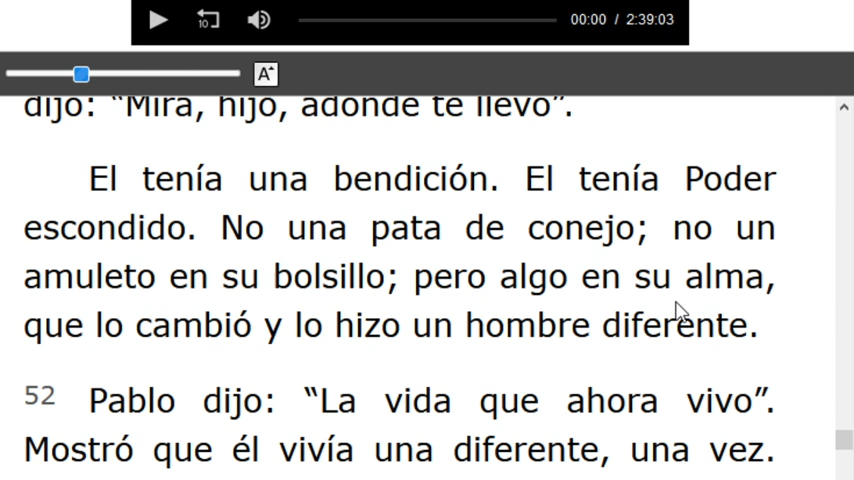 10
00:00 / 2:39:03
A
dijo: “Mira, hijo, adónde te llevo”.
El tenía una bendición. El tenía Poder
escondido. No una pata de conejo; no un
amuleto en su bolsillo; pero algo en su alma,
que lo cambió y lo hizo un hombre diferente.
52 Pablo dijo: “La vida que ahora vivo”.
Mostró que él vivía una diferente, una vez.